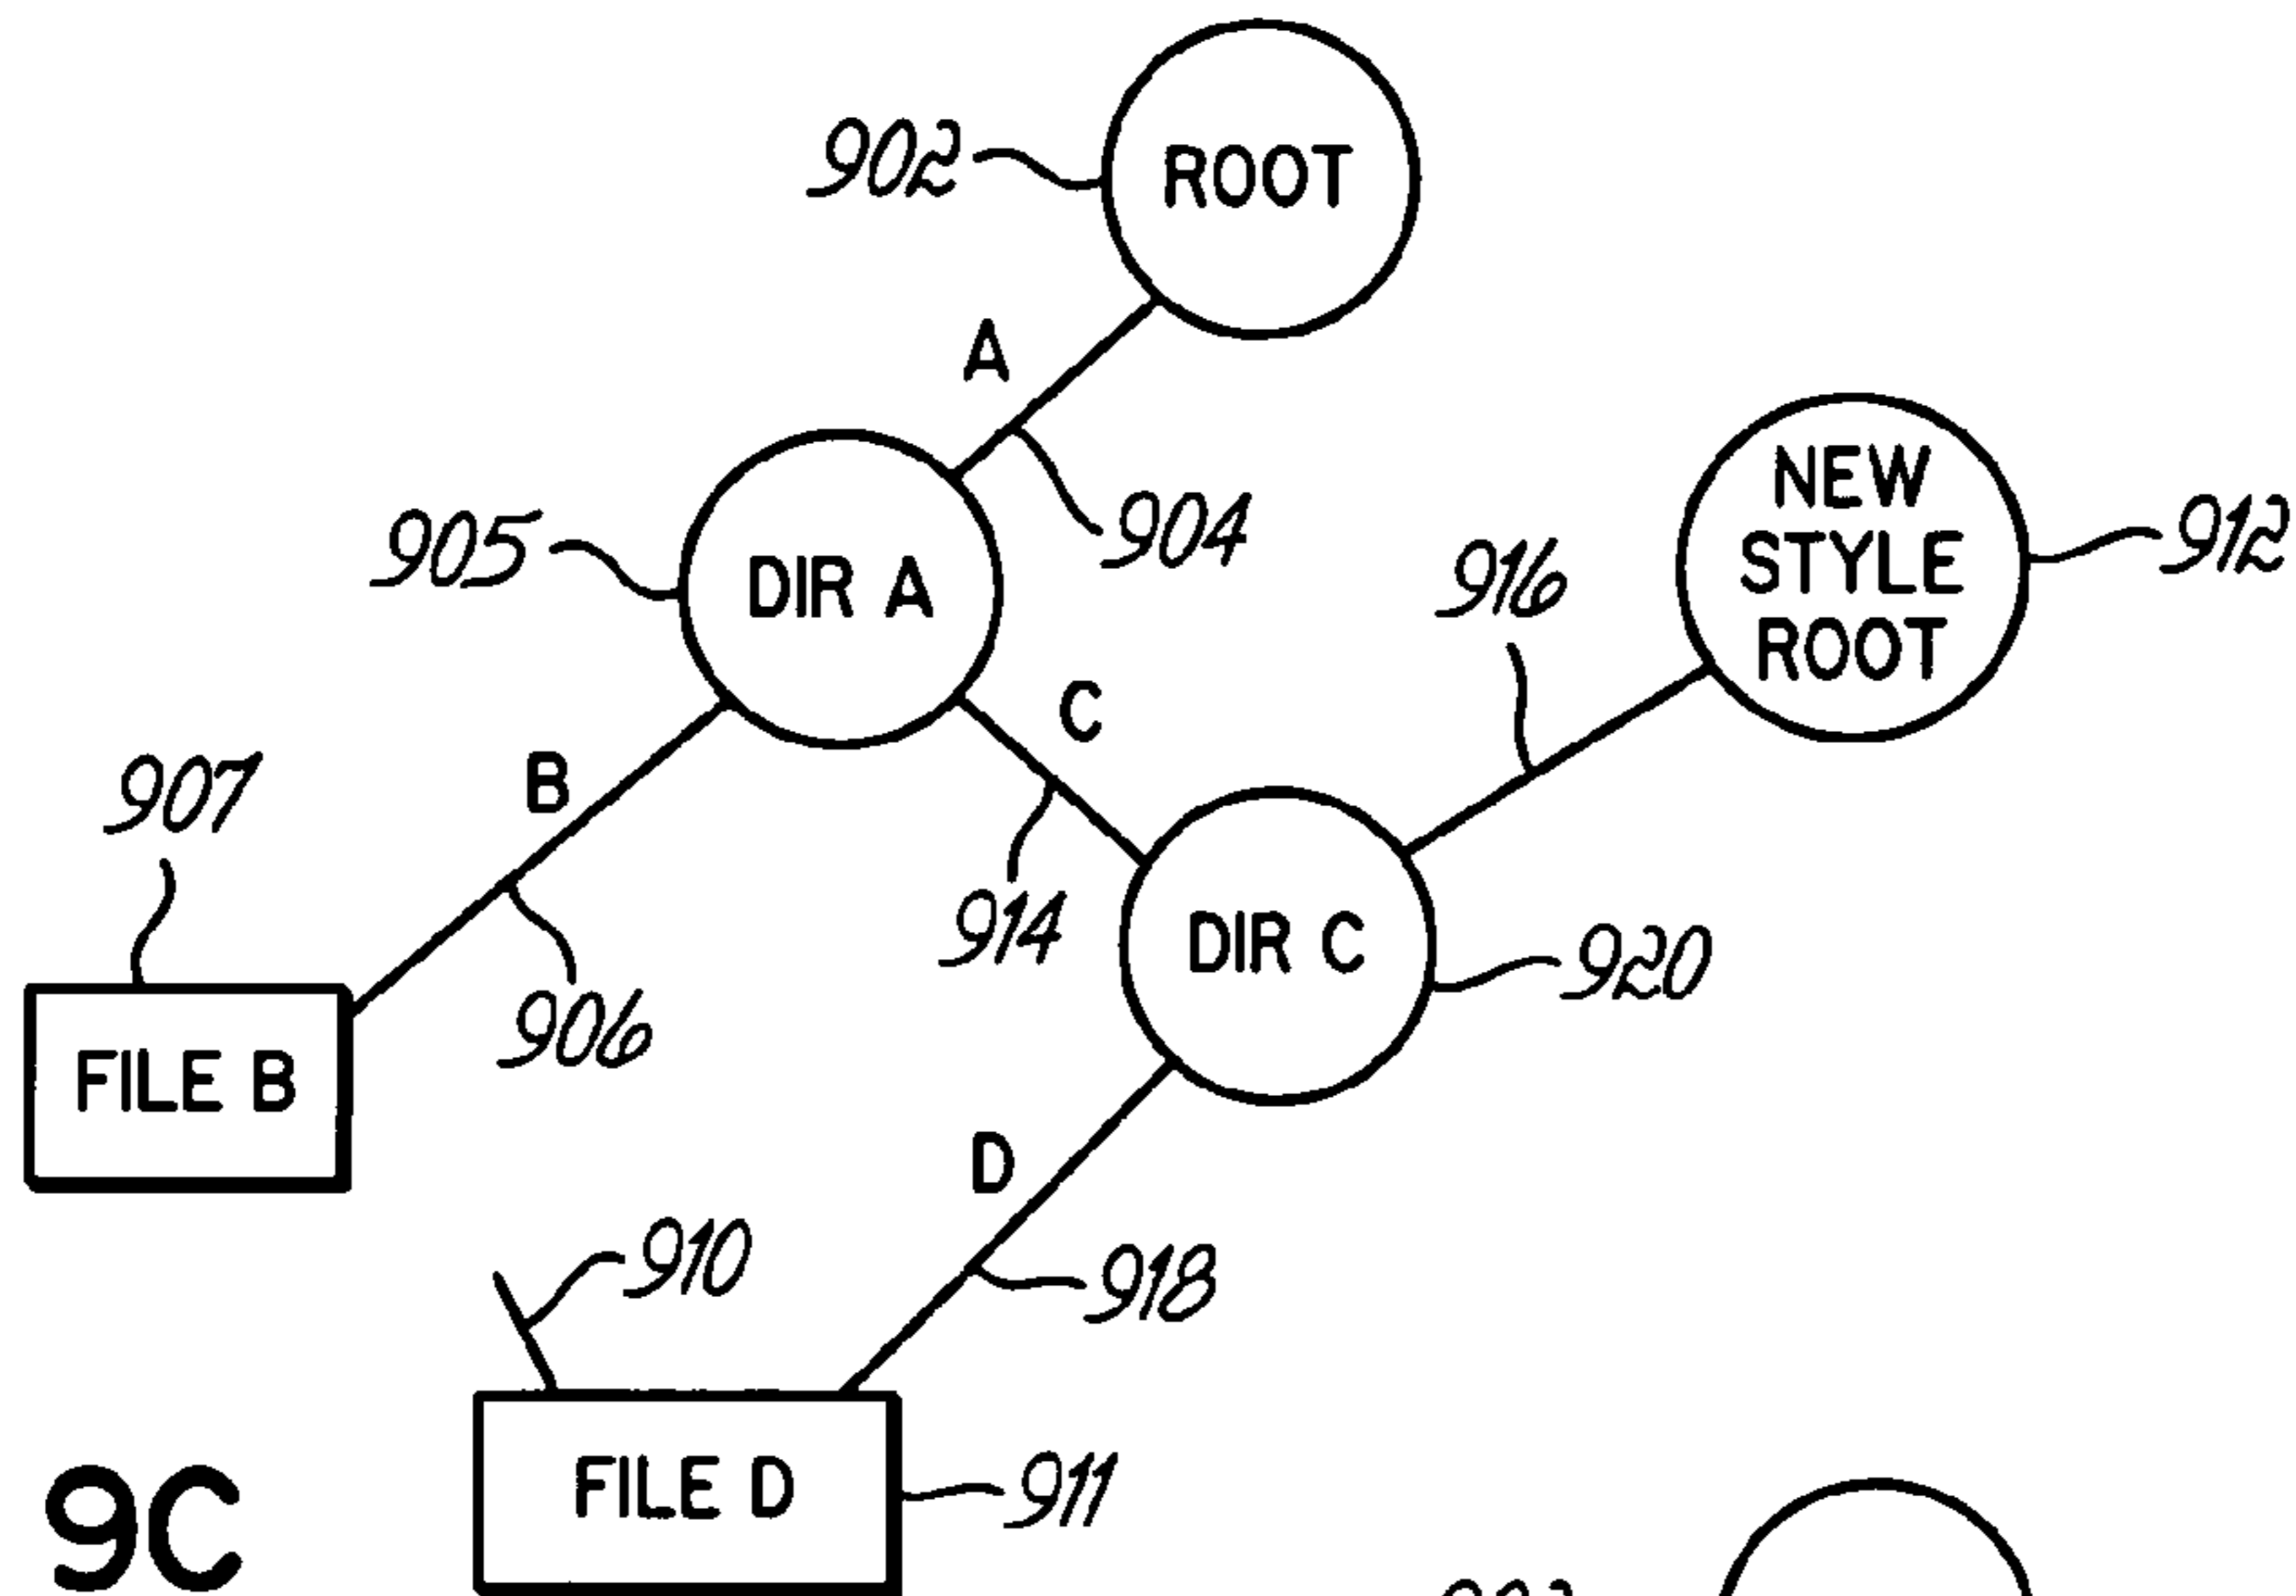 902
ROOT
A
904
905
DIR A
NEW
STYLE
ROOT
912
916
C
B
907
906
914
DIR C
920
FILE B
D
910
918
FILE D
911
9C